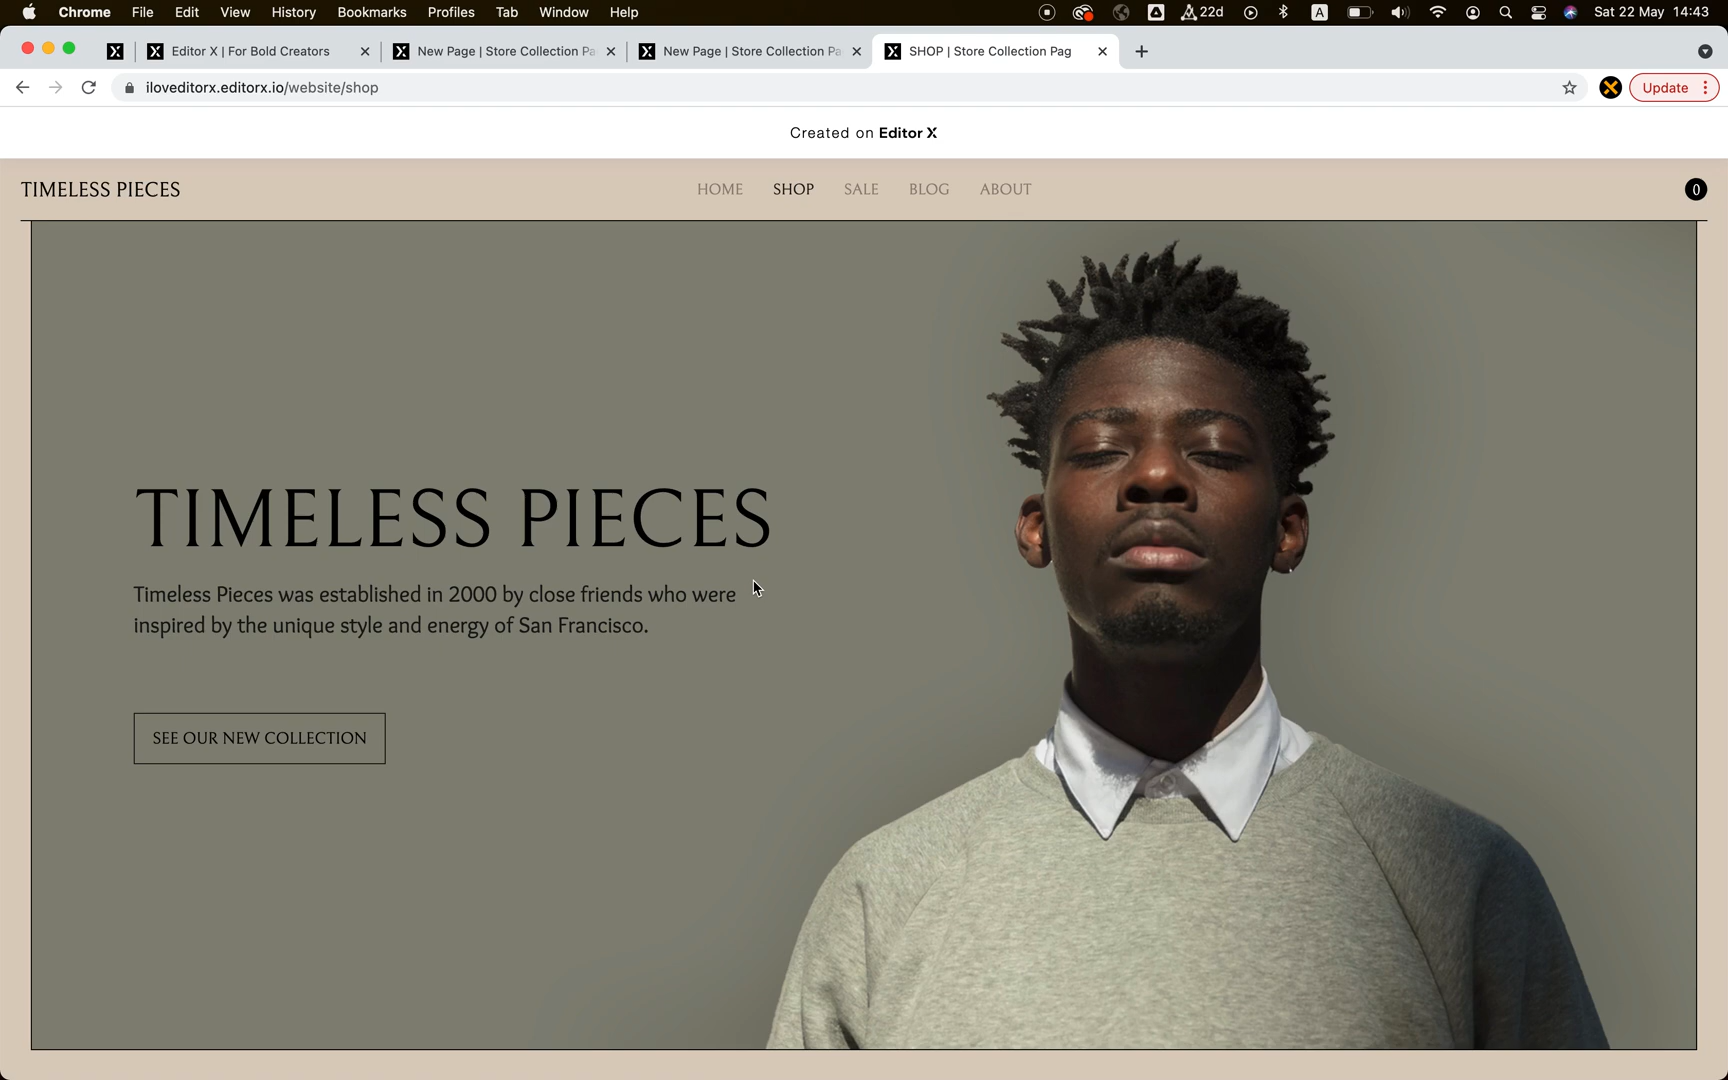 Chrome File Edit View History Bookmarks Profiles Tab Window Help A 22d A Sat 22 May 14:43
Editor X | For Bold Creators New Page | Store Collection Pa New Page | Store Collection Pa SHOP | Store Collection Pag
iloveditorx.editorx.io/website/shop Update
Created on Editor X
TIMELESS PIECES HOME SHOP SALE BLOG ABOUT 0
TIMELESS PIECES
Timeless Pieces was established in 2000 by close friends who were
inspired by the unique style and energy of San Francisco.
SEE OUR NEW COLLECTION